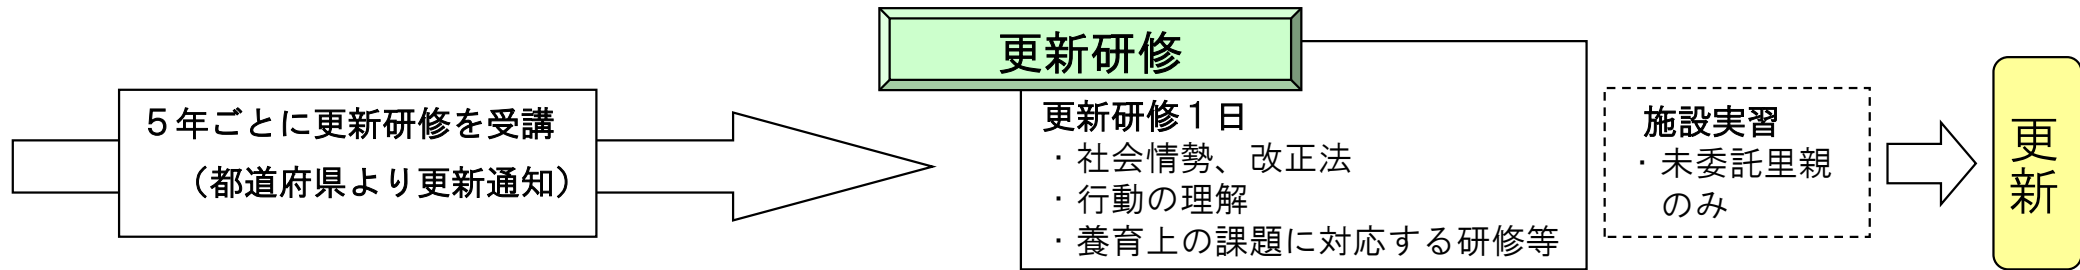 5年ごとに更新研修を受講
（都道府県より更新通知）
更新研修
更新研修１日
・社会情勢、改正法
・行動の理解
・養育上の課題に対応する研修等
施設実習
・未委託里親
のみ
更新